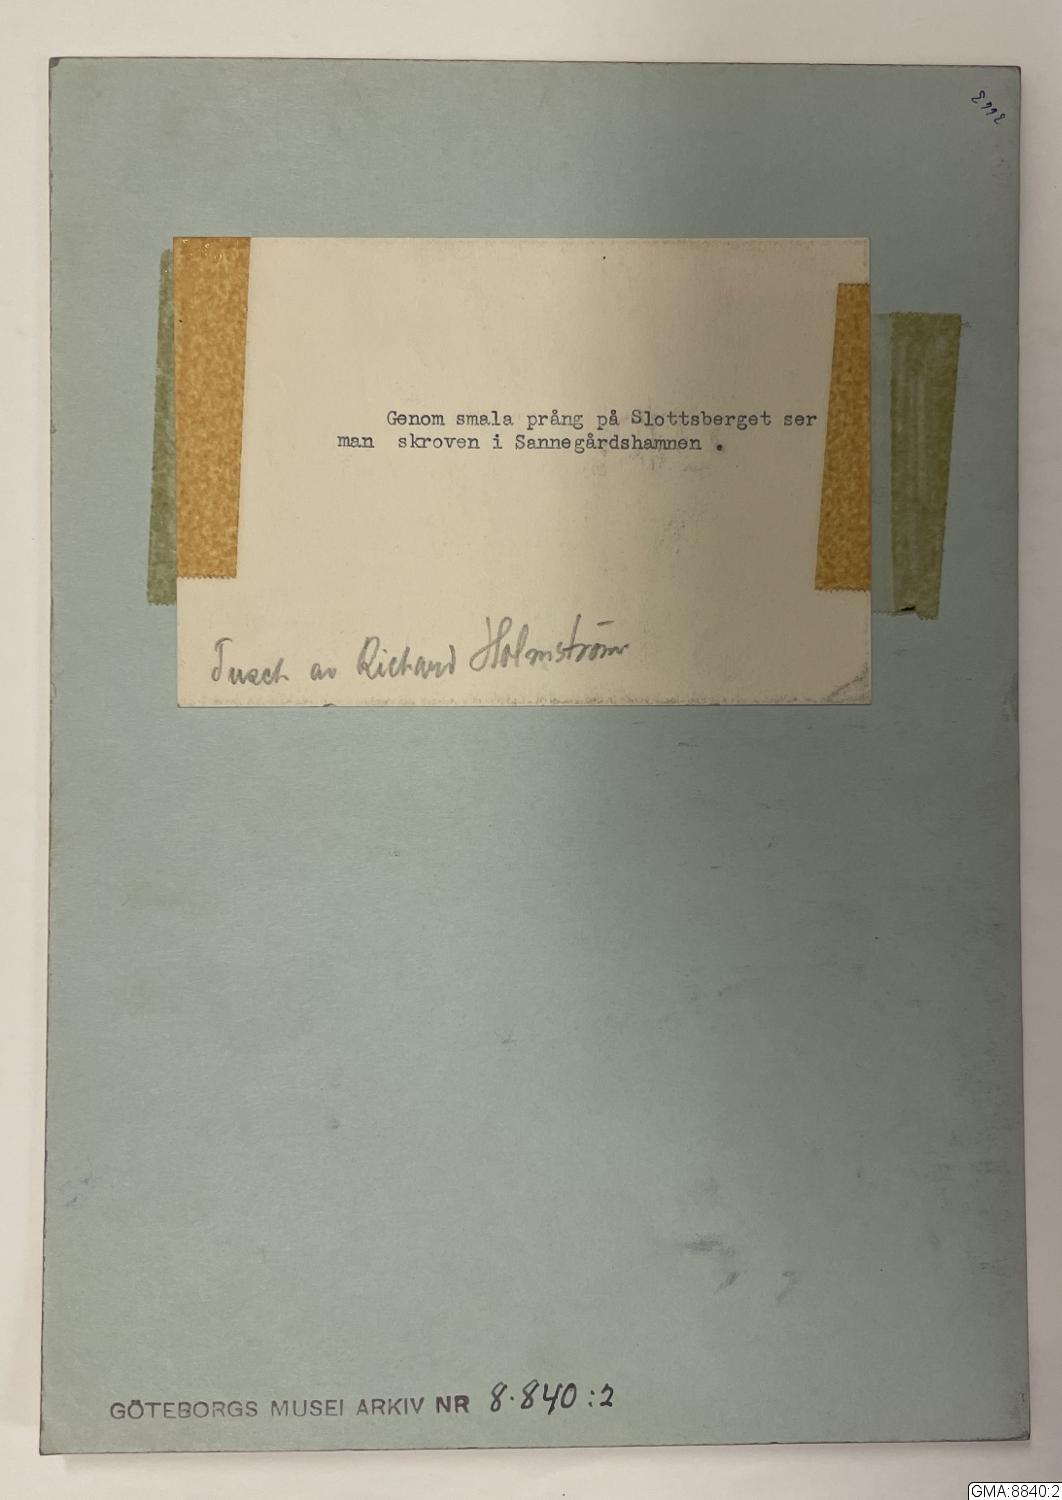 Genom smala prång på Slottsberget ser
man skroven i Sannegårdshamnen .
Tusch av Richard Holmström
GÖTEBORGS MUSEI ARKIV NR 8.840:2
GMA:8840:2